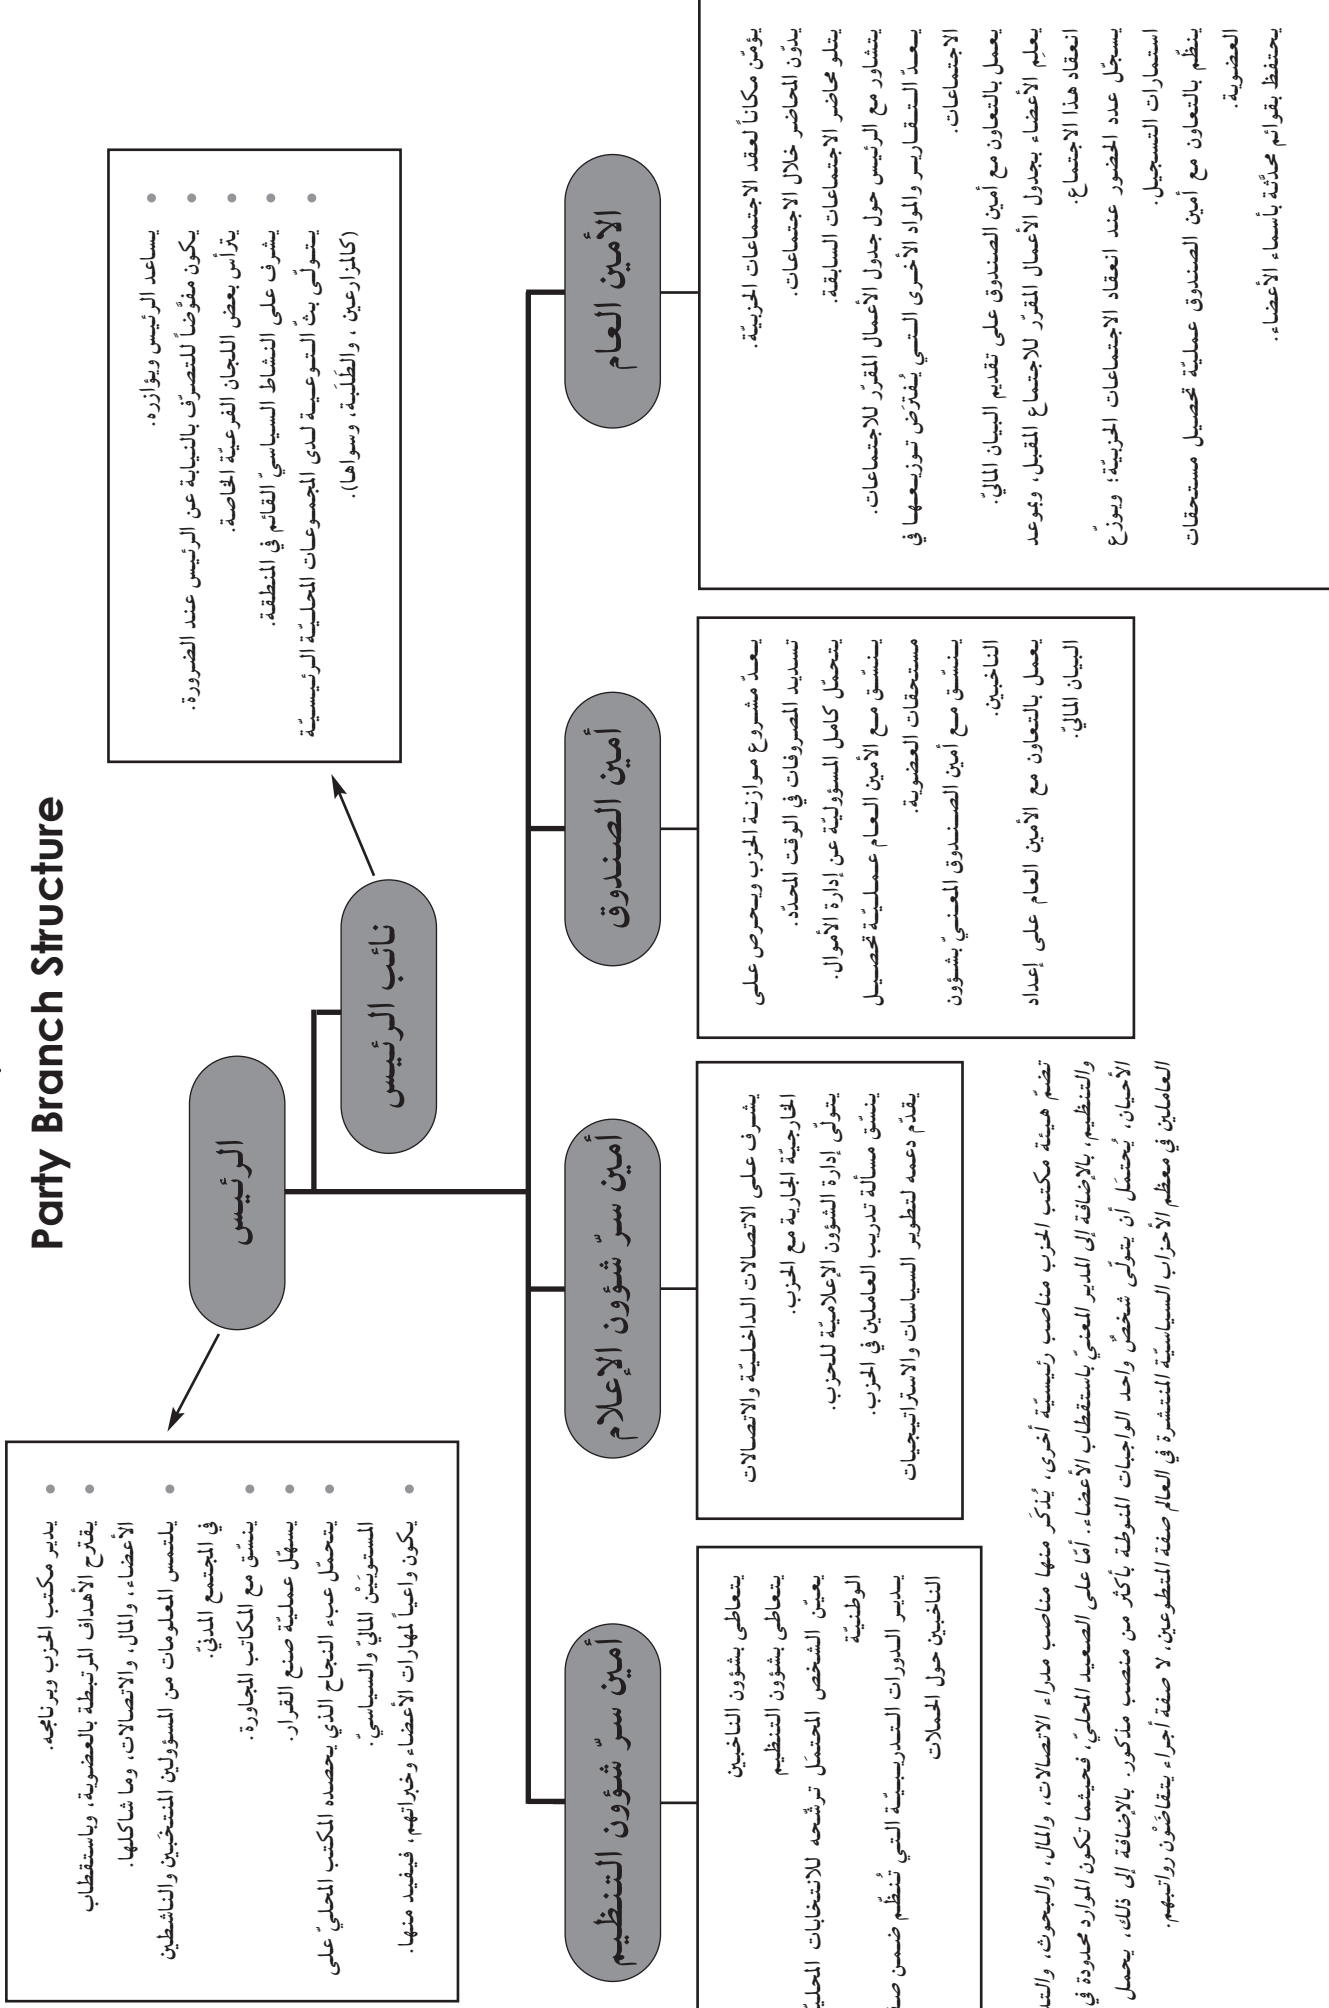 Party Branch Structure
الرئيس
نائب الرئيس
يدير مكتب الحزب وبرنامجه.
يقترح الأهداف المرتبطة بالعضوية، وباستقطاب
الأعضاء، والمال، والاتصالات، وما شاكلها.
يلتمس المعلومات من المسؤولين المنتخَبين والناشطين
في المجتمع المدنيّ.
ينسّق مع المكاتب المجاورة.
يسهّل عمليّة صنع القرار.
يتحمّل عبء النجاح الذي يحصده المكتب المحليّ على
المستويَيْن الماليّ والسياسيّ.
يكون واعياً لمهارات الأعضاء وخبراتهم، فيفيد منها.
يساعد الرئيس ويؤازره.
يكون مفوّضاً للتصرّف بالنيابة عن الرئيس عند الضرورة.
يترأس بعض اللجان الفرعيّة الخاصة.
يشرف على النشاط السياسيّ القائم في المنطقة.
يتولّى بثّ التوعية لدى المجموعات المحليّة الرئيسيّة
(كالمزارعين، والطَلَبة، وسواها).
الأمين العام
يؤمّن مكاناً لعقد الاجتماعات الحزبيّة.
يدوّن المحاضر خلال الاجتماعات.
يتلو محاضر الاجتماعات السابقة.
يتشاور مع الرئيس حول جدول الأعمال المقرّر للاجتماعات.
يعدّ التقارير والمواد الأخرى التي يُفترَض توزيعها في
الاجتماعات.
يعمل بالتعاون مع أمين الصندوق على تقديم البيان الماليّ.
يعلِم الأعضاء بجدول الأعمال المقرّر للاجتماع المقبل، وبموعد
انعقاد هذا الاجتماع.
يسجّل عدد الحضور عند انعقاد الاجتماعات الحزبيّة؛ ويوزّع
استمارات التسجيل.
ينظّم بالتعاون مع أمين الصندوق عمليّة تحصيل مستحقات
العضوية.
يحتفظ بقوائم محدّثة بأسماء الأعضاء.
أمين الصندوق
يعدّ مشروع موازنة الحزب ويحرص على
تسديد المصروفات في الوقت المحدّد.
يتحمّل كامل المسؤوليّة عن إدارة الأموال.
ينسّق مع الأمين العام عمليّة تحصيل
مستحقات العضوية.
ينسّق مع أمين الصندوق المعنيّ بشؤون
الناخبين.
يعمل بالتعاون مع الأمين العام على إعداد
البيان الماليّ.
أمين سرّ شؤون الإعلام
يشرف على الاتصالات الداخليّة والاتصالات
الخارجيّة الجارية مع الحزب.
يتولّى إدارة الشؤون الإعلاميّة للحزب.
ينسّق مسألة تدريب العاملين في الحزب.
يقدّم دعمه لتطوير السياسات والاستراتيجيات
أمين سرّ شؤون التنظيم
يتعاطى بشؤون الناخبين
يتعاطى بشؤون التنظيم
يعيّن الشخص المحتمَل ترشّحه للانتخابات
الوطنيّة
يدير الدورات التدريبيّة التي تُنظّم ضمن
الناخبين حول الحملات
تضمّ هيئة مكتب الحزب مناصب رئيسيّة أخرى، يُذكَر منها مناصب مدراء الاتصالات، والمال، والبحوث،
والتنظيم، بالإضافة إلى المدير المعنيّ باستقطاب الأعضاء. أمّا على الصعيد المحليّ، فحيثما تكون الموارد محدودة في
الأحيان، يُحتمَل أن يتولّى شخصٌ واحد الواجبات المنوطة بأكثر من منصب مذكور. بالإضافة إلى ذلك، يحمل
العاملين في معظم الأحزاب السياسيّة المنتشرة في العالم صفة المتطوعين، لا صفة أجراء يتقاضَوْن رواتبهم.